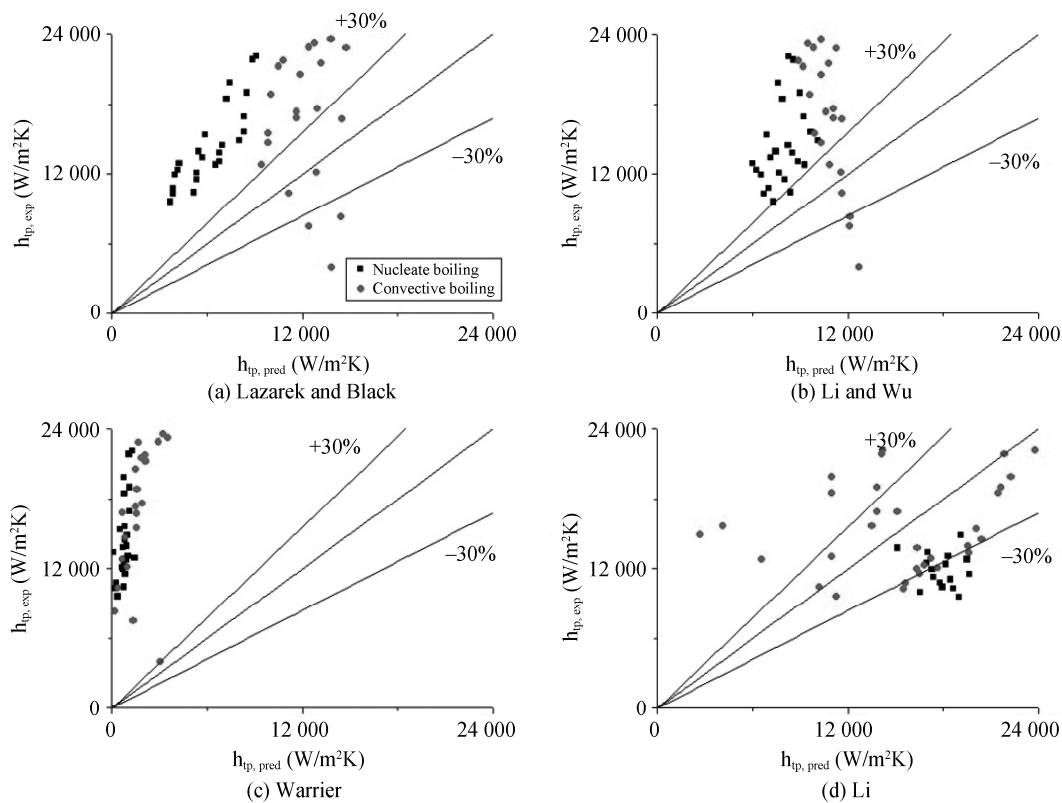 24 000
+30%
12 000
–30%
0
h_tp, exp (W/m²K)
Nucleate boiling
Convective boiling
0
12 000
24 000
h_tp, pred (W/m²K)
(a) Lazarek and Black
24 000
+30%
12 000
–30%
0
h_tp, exp (W/m²K)
0
12 000
24 000
h_tp, pred (W/m²K)
(b) Li and Wu
24 000
+30%
12 000
–30%
0
h_tp, exp (W/m²K)
0
12 000
24 000
h_tp, pred (W/m²K)
(c) Warrier
24 000
+30%
12 000
–30%
0
h_tp, exp (W/m²K)
0
12 000
24 000
h_tp, pred (W/m²K)
(d) Li